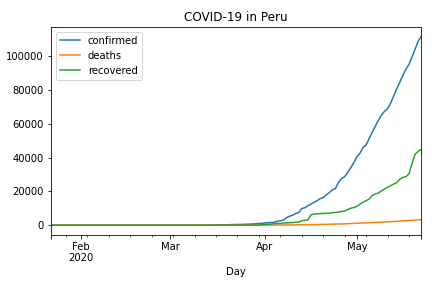 COVID-19 in Peru
confirmed
deaths
recovered
100000
80000
60000
40000
20000
0
Feb
2020
Mar
Apr
May
Day